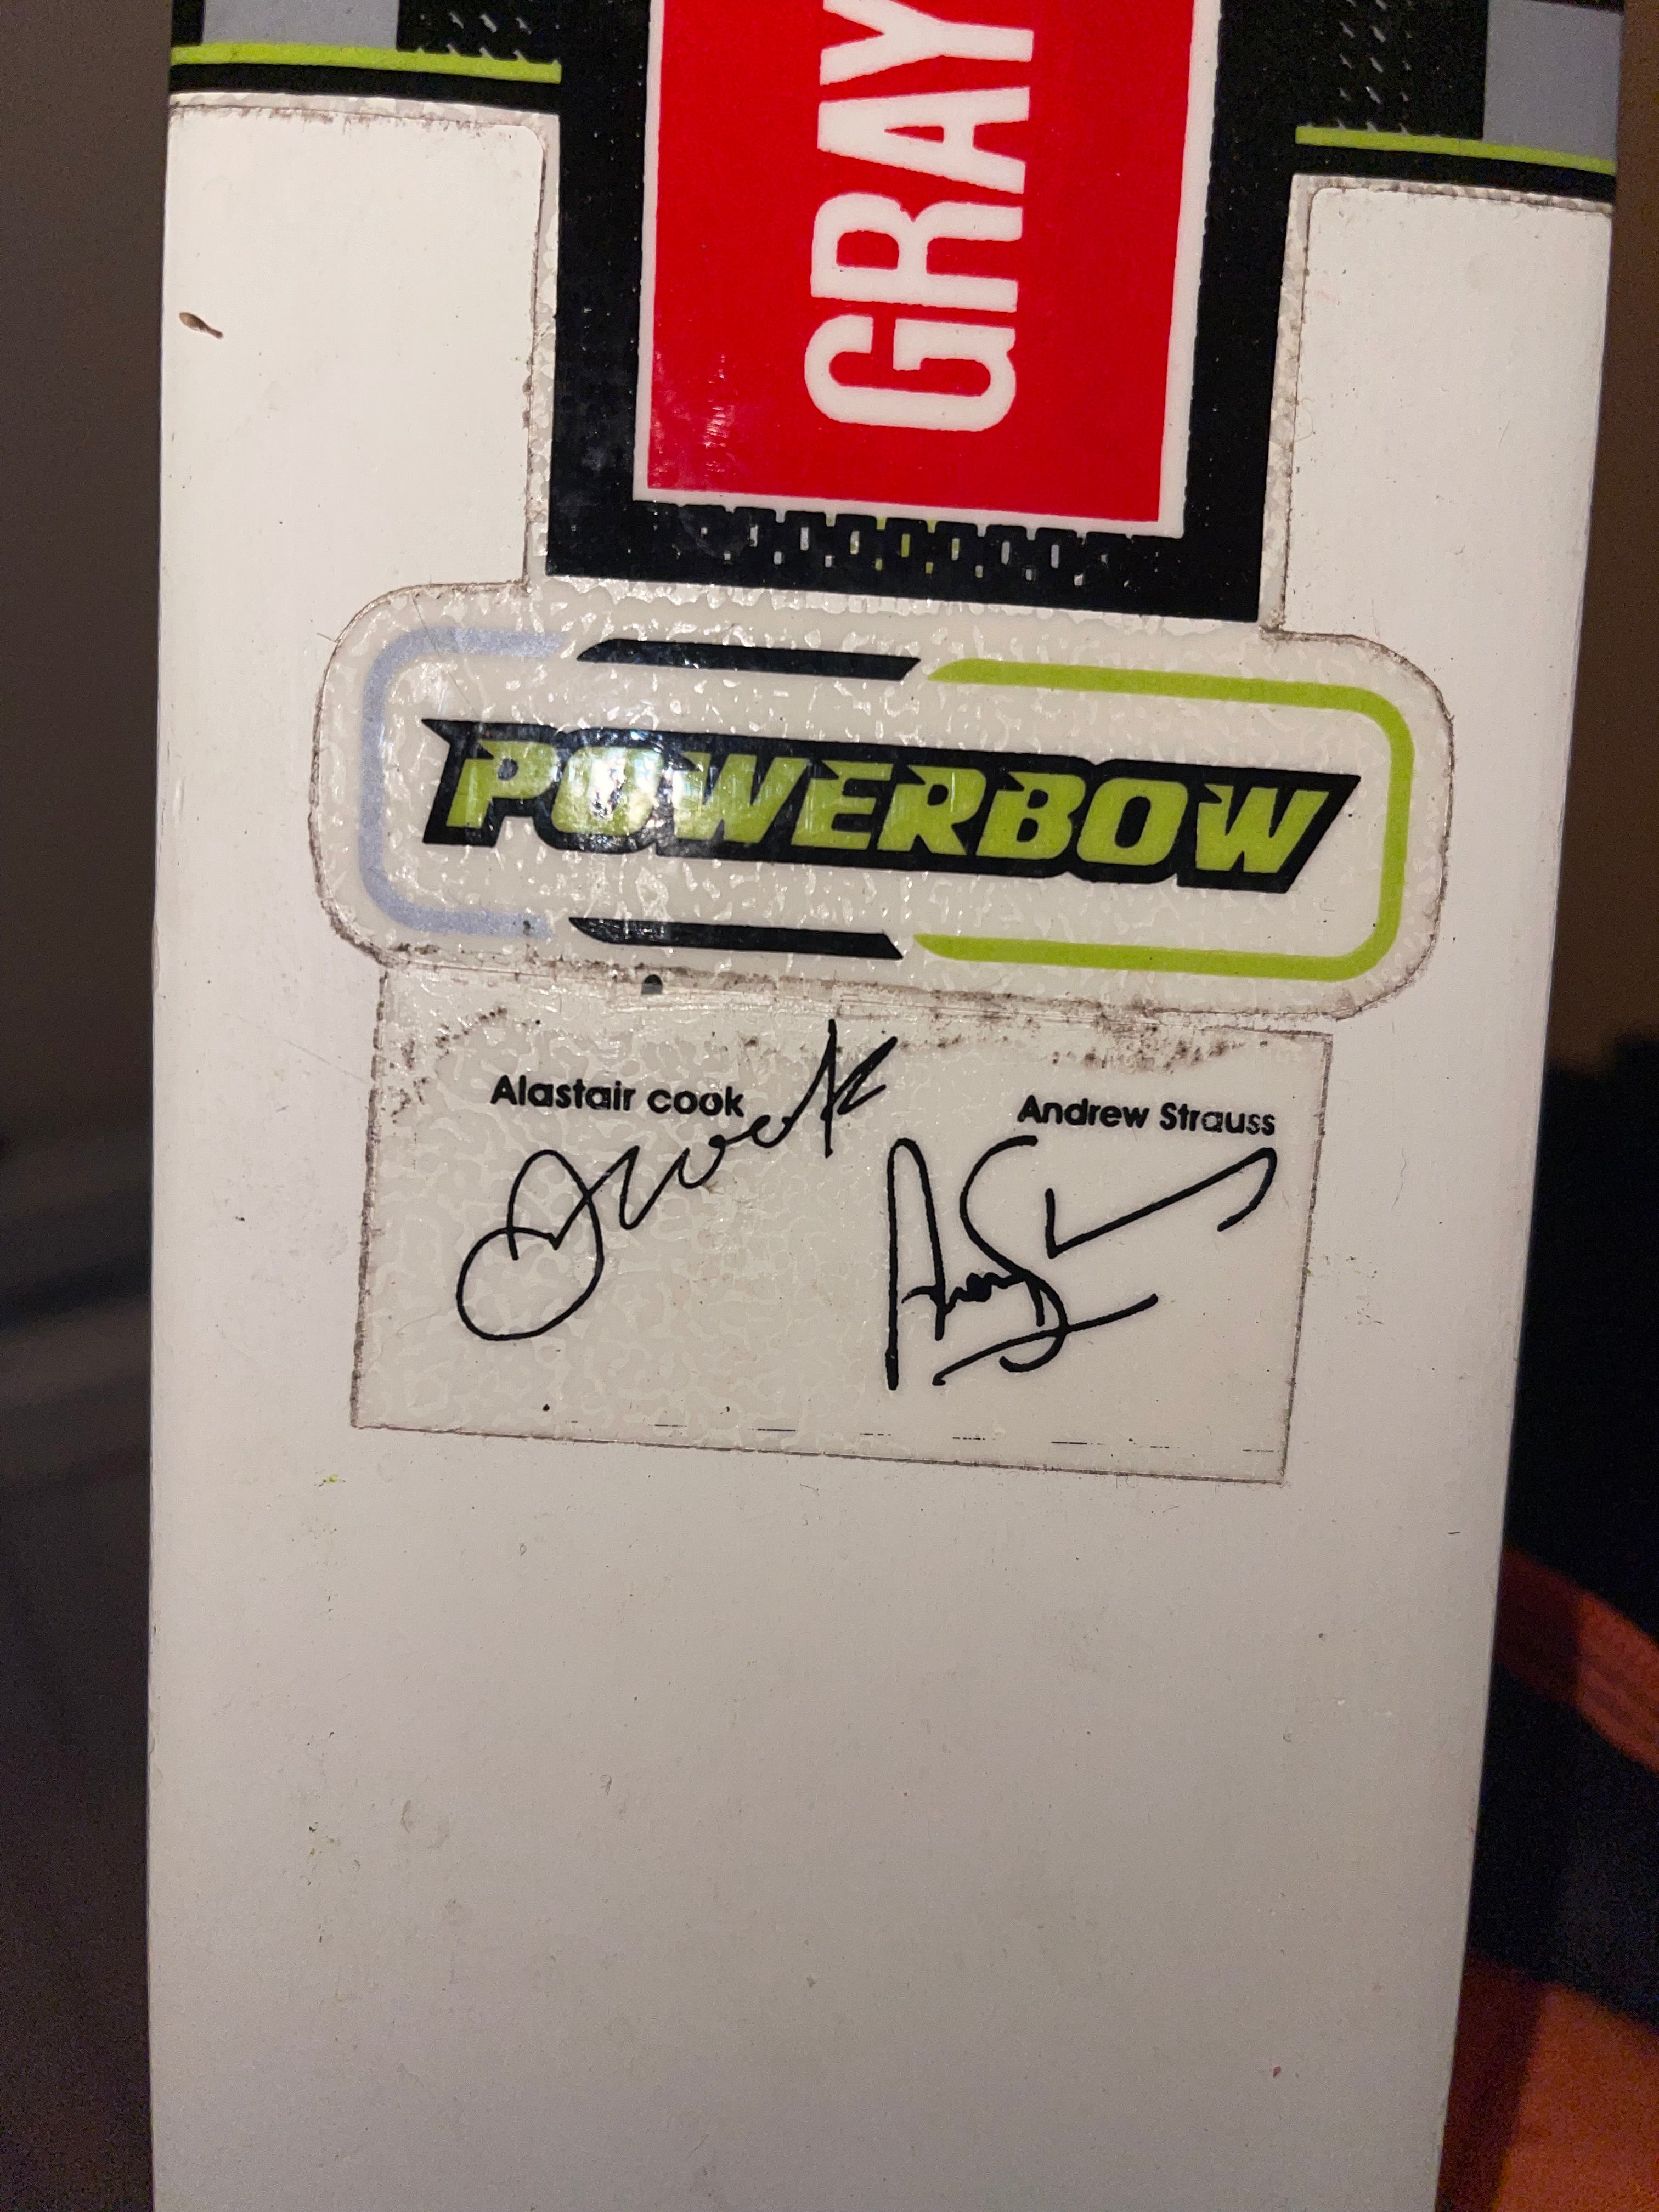 GRAY
POWERBOW
Alastair cook
Andrew Strauss